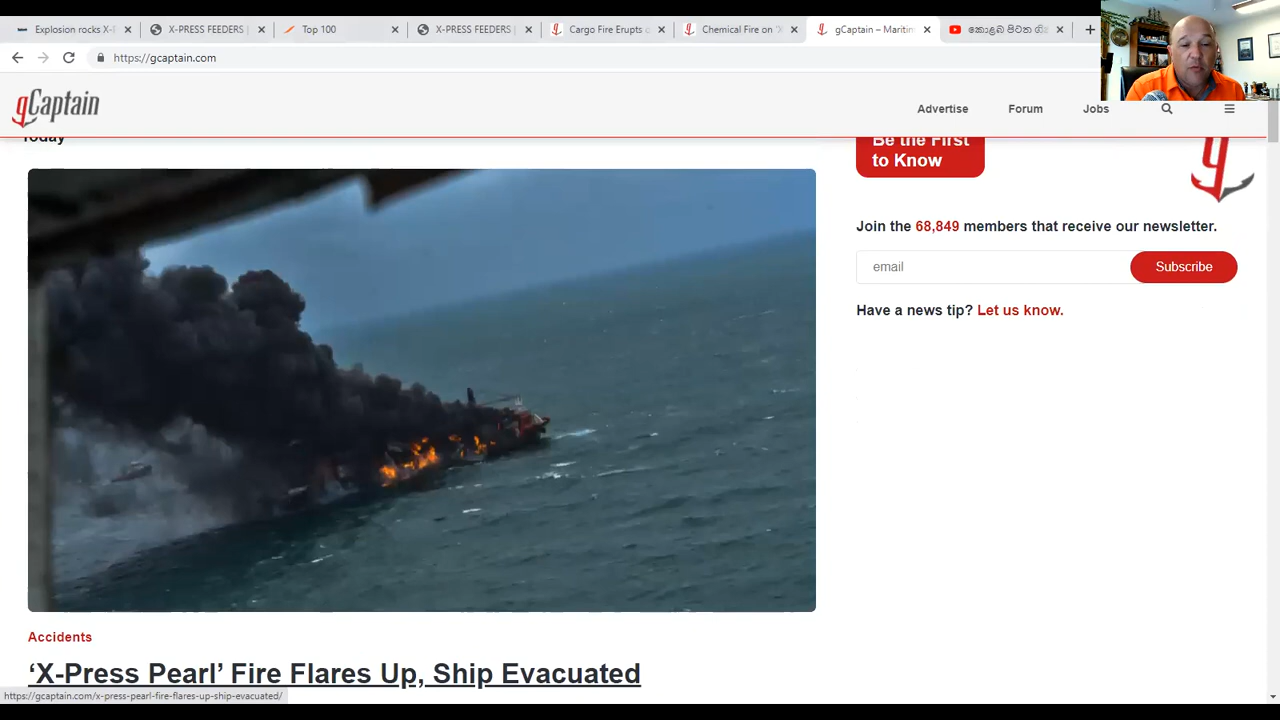 Explosion rocks X-
X-PRESS FEEDERS |
Top 100
X-PRESS FEEDERS |
Cargo Fire Erupts o
Chemical Fire on 'X
gCaptain – Maritim
කොළඹ පිටත
https://gcaptain.com
gCaptain
Advertise
Forum
Jobs
Today
Be the First
to Know
Join the 68,849 members that receive our newsletter.
email
Subscribe
Have a news tip? Let us know.
Accidents
‘X-Press Pearl’ Fire Flares Up, Ship Evacuated
https://gcaptain.com/x-press-pearl-fire-flares-up-ship-evacuated/